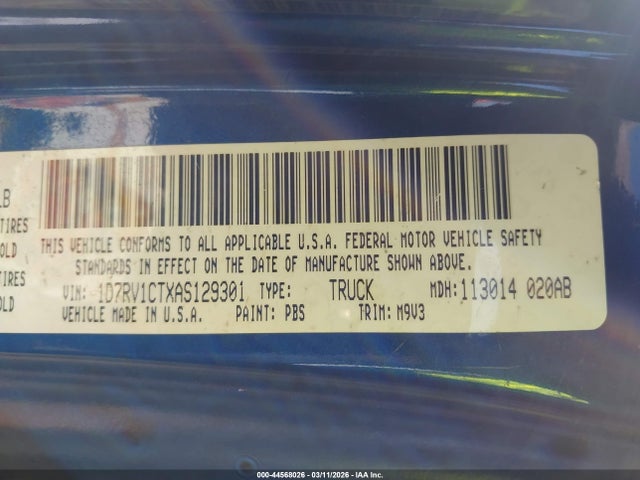 LB
TIRES
OLD
TIRES
OLD
THIS VEHICLE CONFORMS TO ALL APPLICABLE U.S.A. FEDERAL MOTOR VEHICLE SAFETY
STANDARDS IN EFFECT ON THE DATE OF MANUFACTURE SHOWN ABOVE.
VIN: 1D7RV1CTXAS129301 TYPE: TRUCK MDH: 113014 020AB
VEHICLE MADE IN U.S.A. PAINT: PBS TRIM: M9V3
000-44568026 - 03/11/2026 - IAA Inc.